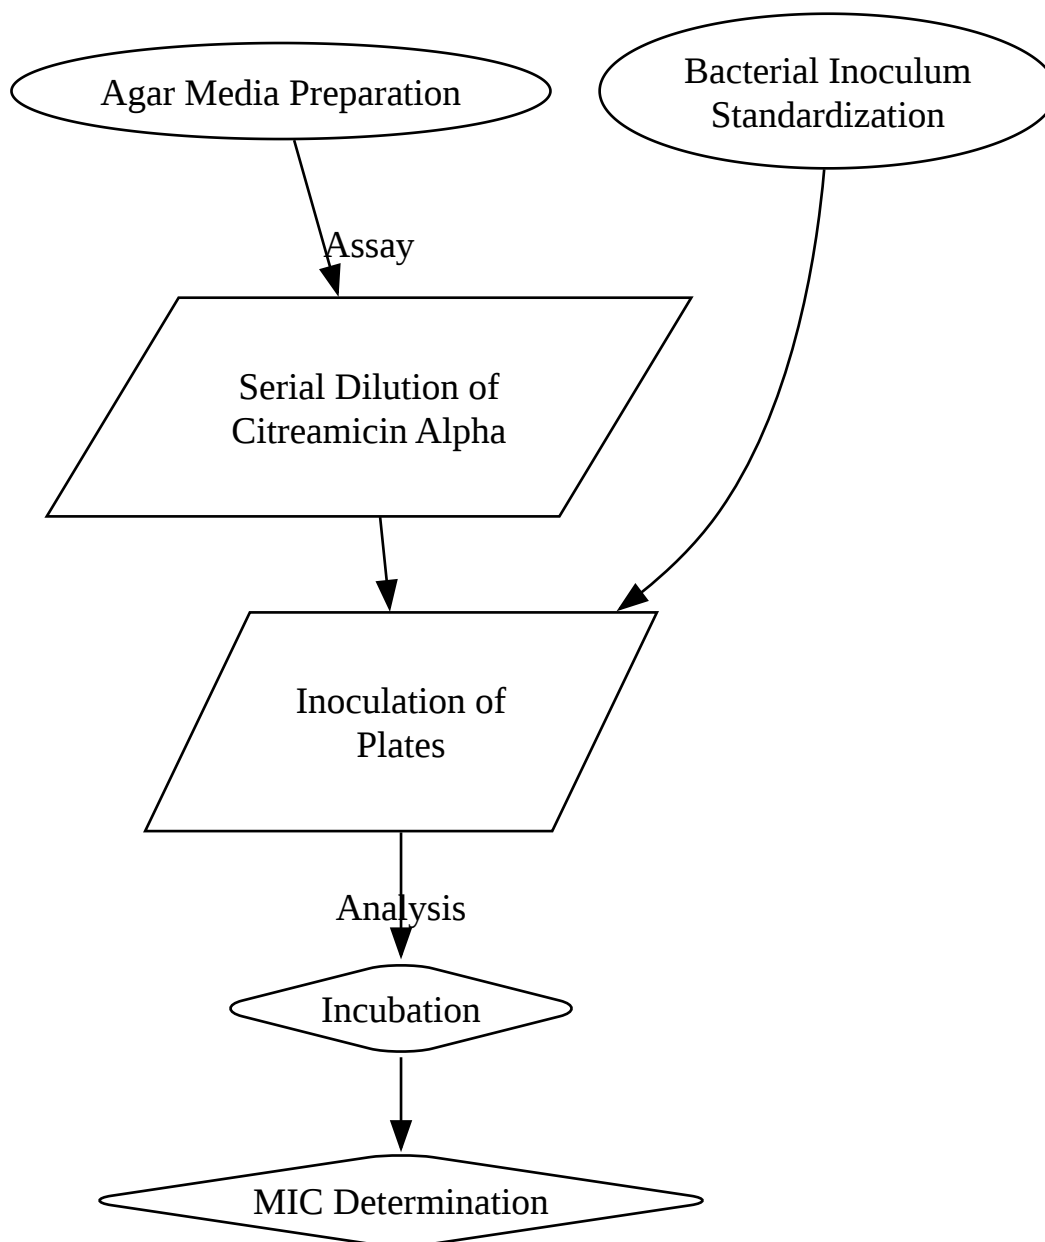 Agar Media Preparation
Bacterial Inoculum
Standardization
Assay
Serial Dilution of
Citreamicin Alpha
Inoculation of
Plates
Analysis
Incubation
MIC Determination